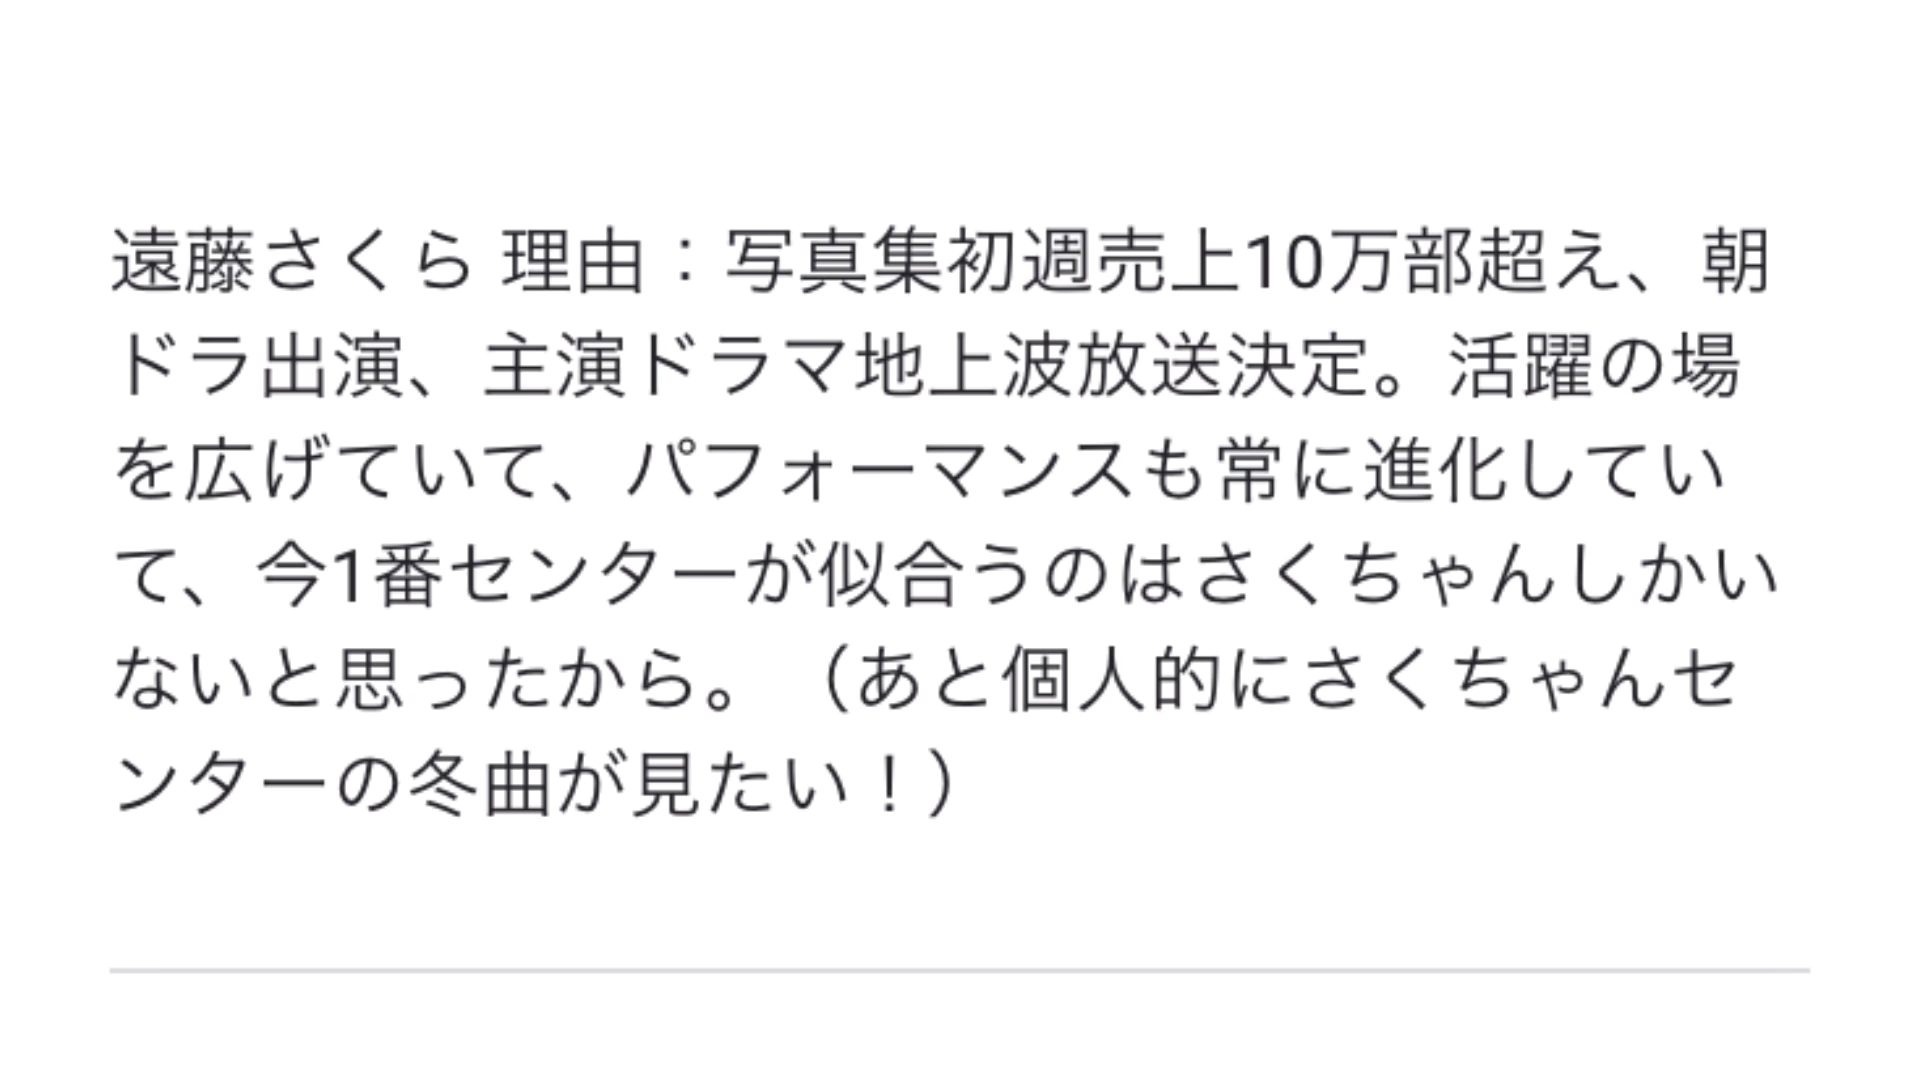 遠藤さくら 理由：写真集初週売上10万部超え、朝
ドラ出演、主演ドラマ地上波放送決定。活躍の場
を広げていて、パフォーマンスも常に進化してい
て、今1番センターが似合うのはさくちゃんしかい
ないと思ったから。（あと個人的にさくちゃんセ
ンターの冬曲が見たい！）